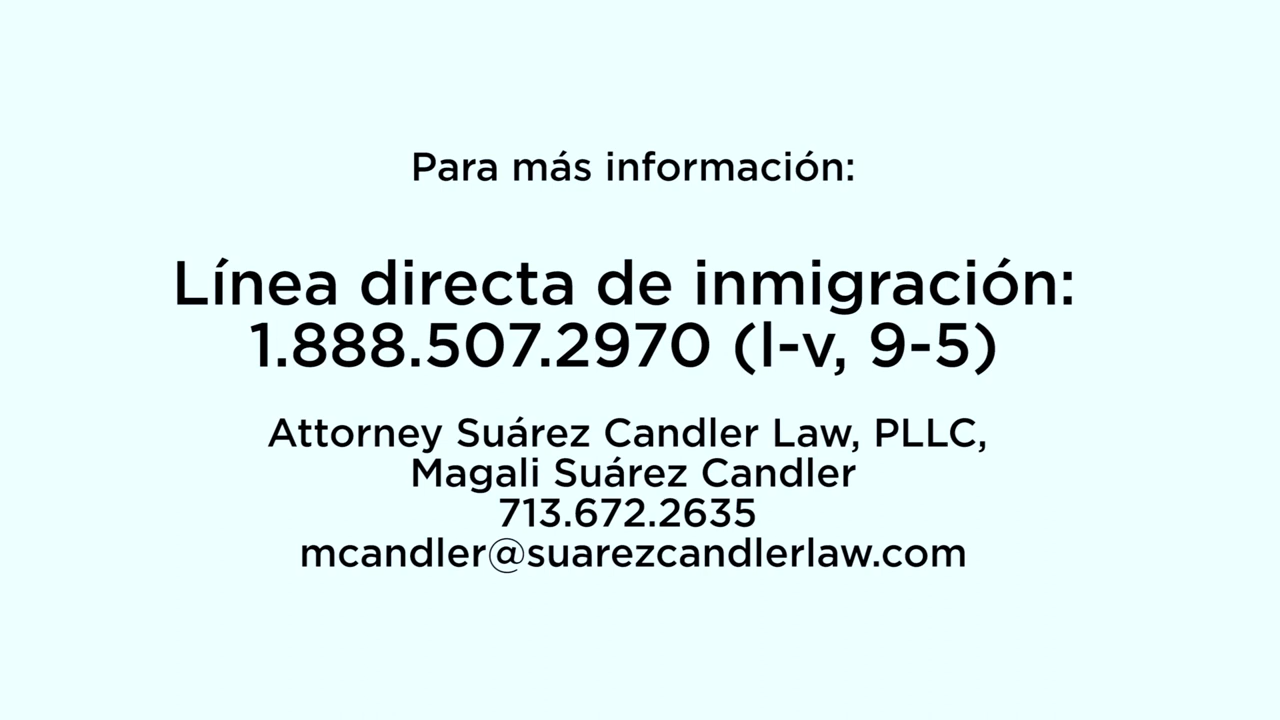 Para más información:
Línea directa de inmigración:
1.888.507.2970 (l-v, 9-5)
Attorney Suárez Candler Law, PLLC,
Magali Suárez Candler
713.672.2635
mcandler@suarezcandlerlaw.com